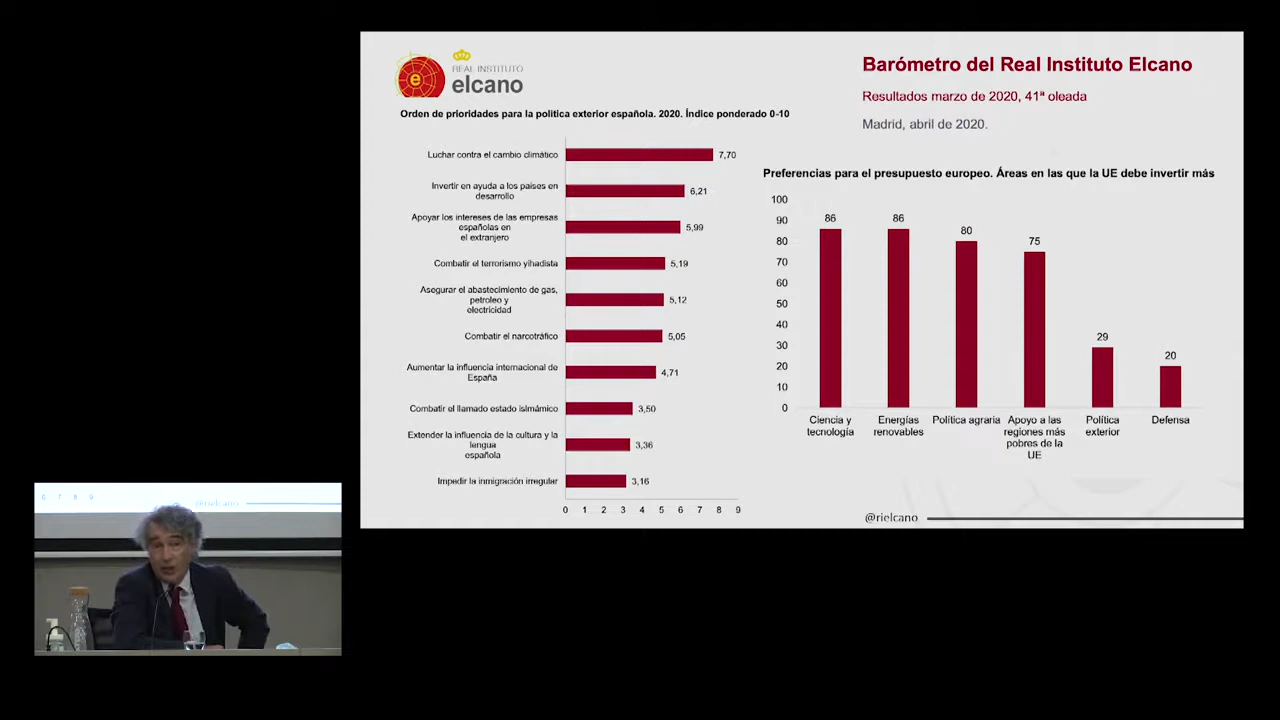 REAL INSTITUTO
elcano
Barómetro del Real Instituto Elcano
Resultados marzo de 2020, 41ª oleada
Madrid, abril de 2020.
Orden de prioridades para la politica exterior española. 2020. Índice ponderado 0-10
Luchar contra el cambio climático
7,70
Invertir en ayuda a los paises en
desarrollo
6,21
Apoyar los intereses de las empresas
españolas en
el extranjero
5,99
Combatir el terrorismo yihadista
5,19
Asegurar el abastecimiento de gas,
petroleo y
electricidad
5,12
Combatir el narcotráfico
5,05
Aumentar la influencia internacional de
España
4,71
Combatir el llamado estado islmámico
3,50
Extender la influencia de la cultura y la
lengua
española
3,36
Impedir la inmigración irregular
3,16
0 1 2 3 4 5 6 7 8 9
Preferencias para el presupuesto europeo. Áreas en las que la UE debe invertir más
100
90
80
70
60
50
40
30
20
10
0
86
86
80
75
29
20
Ciencia y
tecnología
Energías
renovables
Política agraria
Apoyo a las
regiones más
pobres de la
UE
Política
exterior
Defensa
@rielcano
6 7 8 9
@rielcano